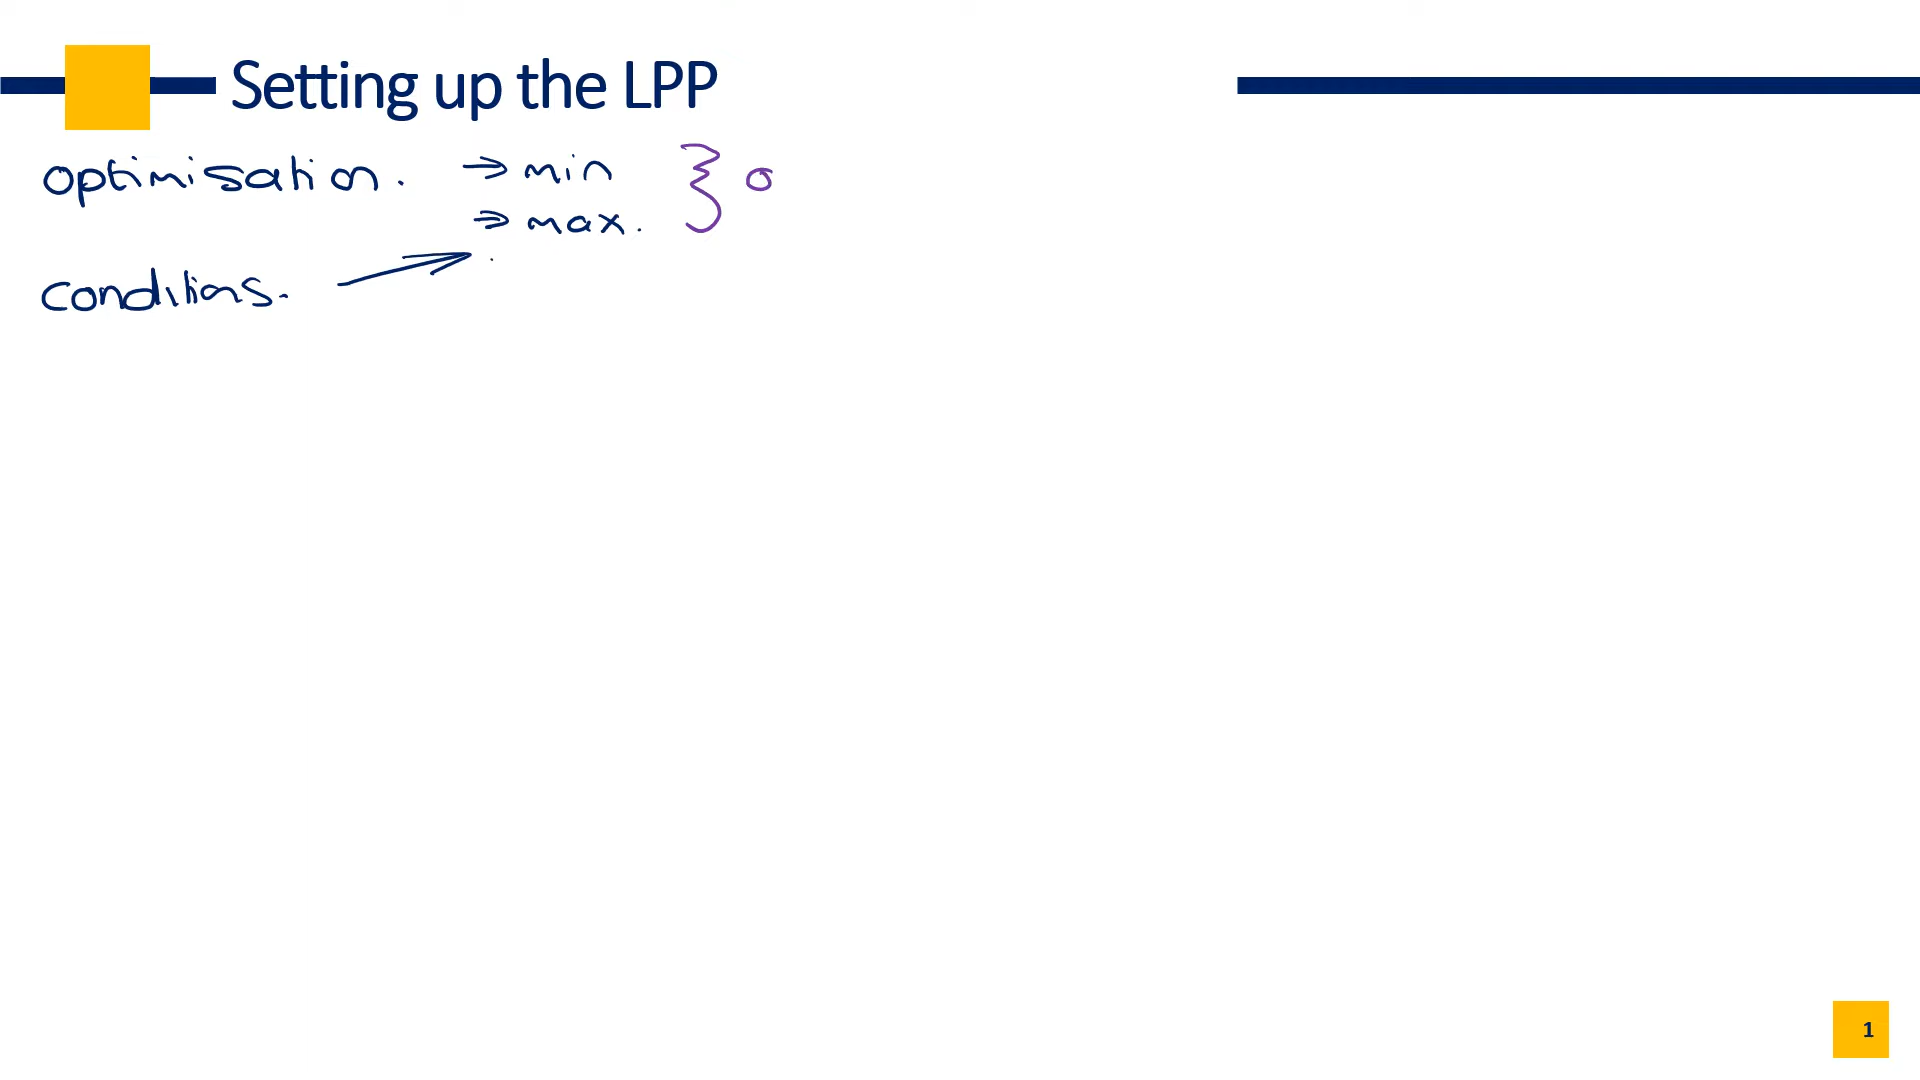 Setting up the LPP
optimisation. → min } o
⇒ max.
conditions.
1